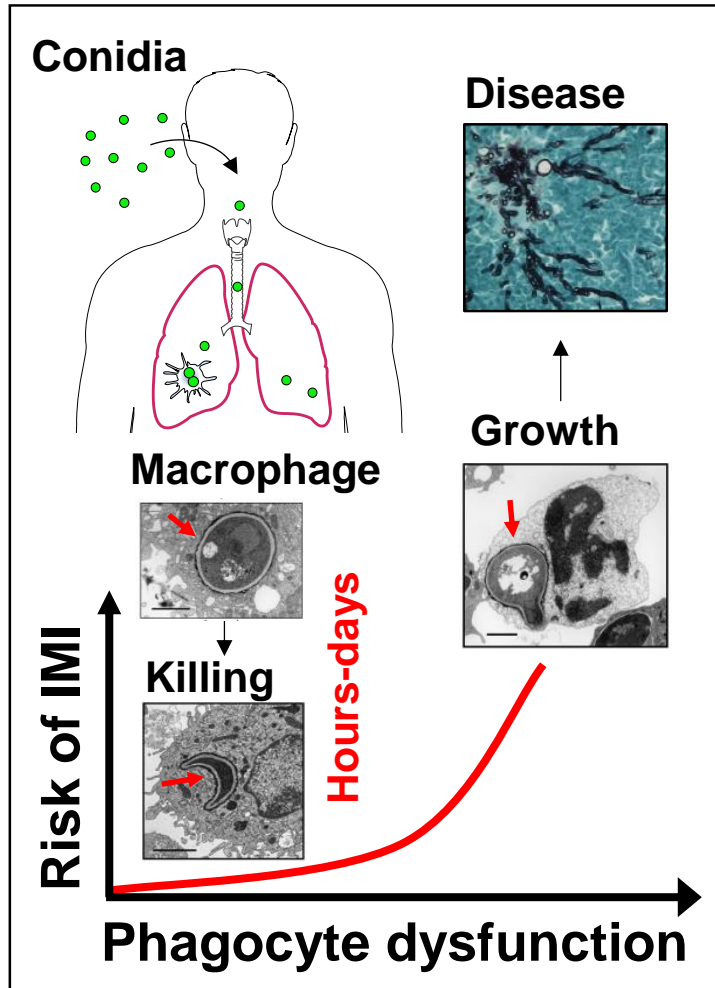 Conidia
Disease
Growth
Macrophage
Killing
Hours-days
Risk of IMI
Phagocyte dysfunction